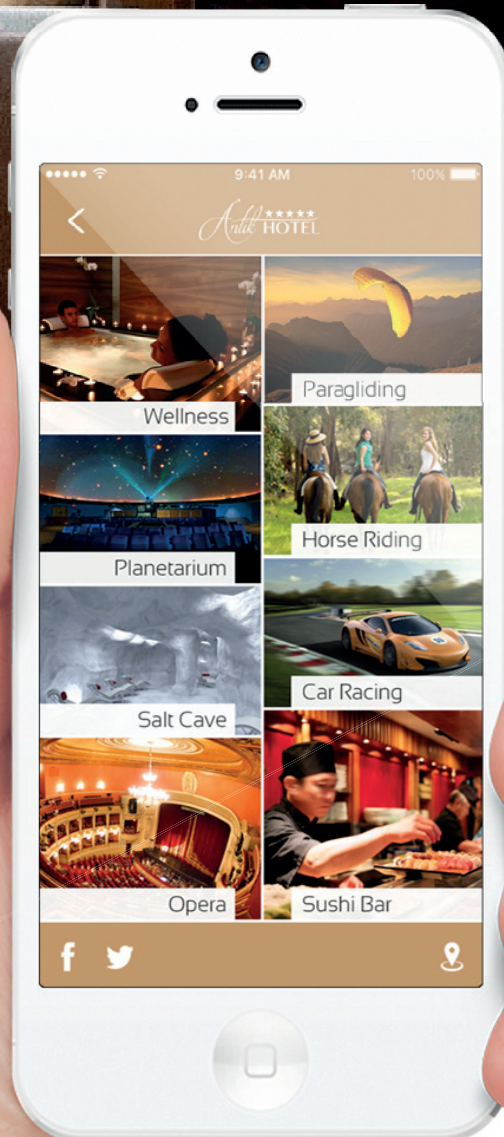 9:41 AM
100%
Antik HOTEL
Wellness
Paragliding
Planetarium
Horse Riding
Salt Cave
Car Racing
Opera
Sushi Bar